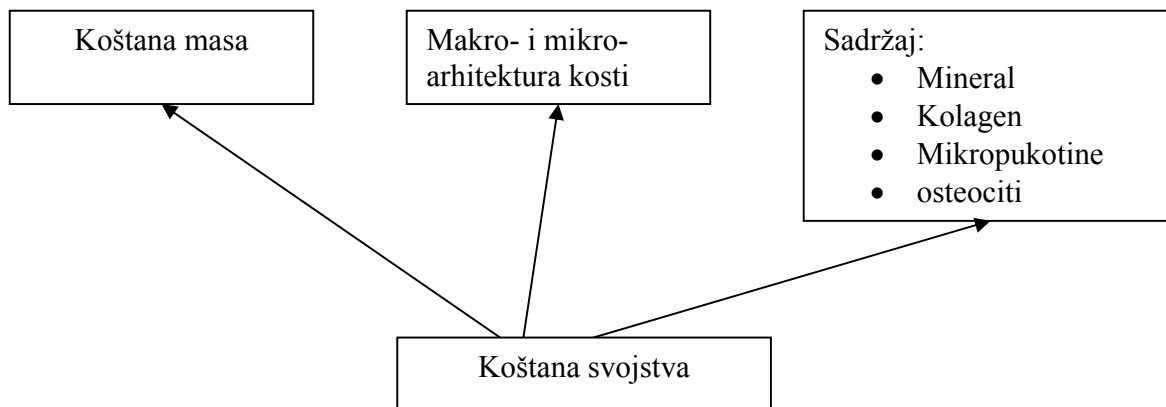 Koštana masa
Makro- i mikro-
arhitektura kosti
Sadržaj:
• Mineral
• Kolagen
• Mikropukotine
• osteociti
Koštana svojstva